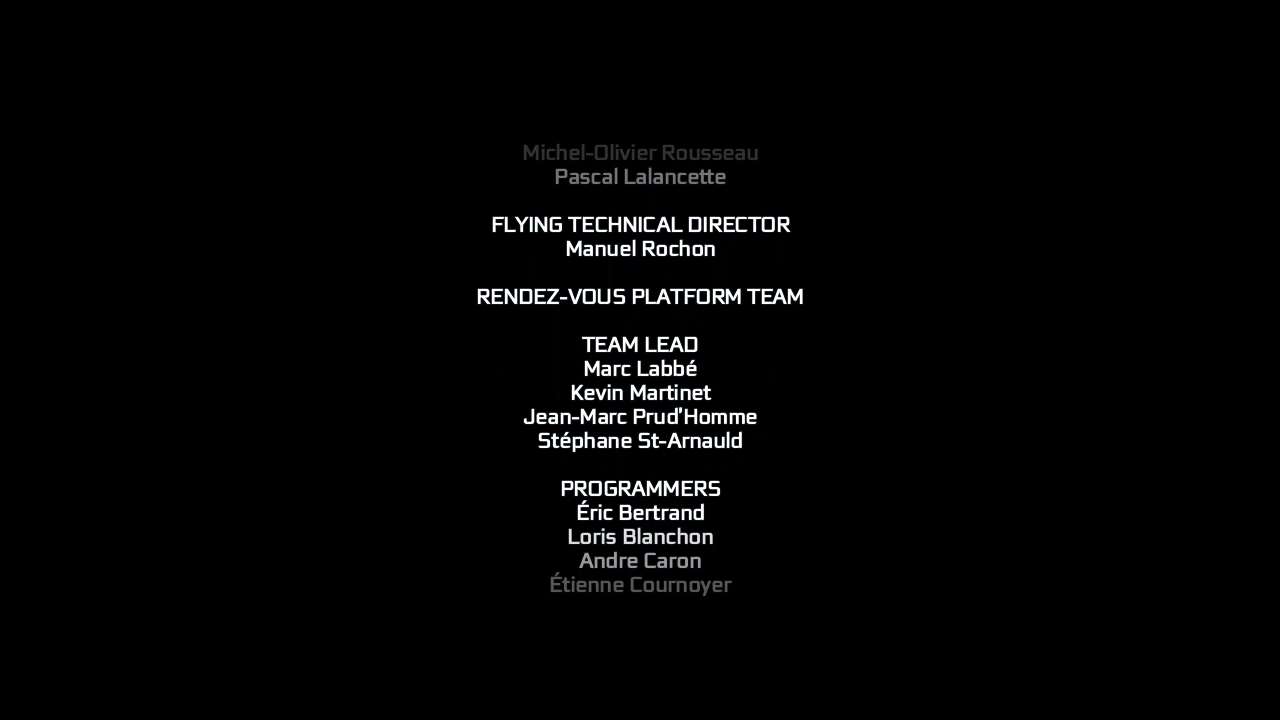 Michel-Olivier Rousseau
Pascal Lalancette
FLYING TECHNICAL DIRECTOR
Manuel Rochon
RENDEZ-VOUS PLATFORM TEAM
TEAM LEAD
Marc Labbé
Kevin Martinet
Jean-Marc Prud'Homme
Stéphane St-Arnauld
PROGRAMMERS
Éric Bertrand
Loris Blanchon
Andre Caron
Étienne Cournoyer